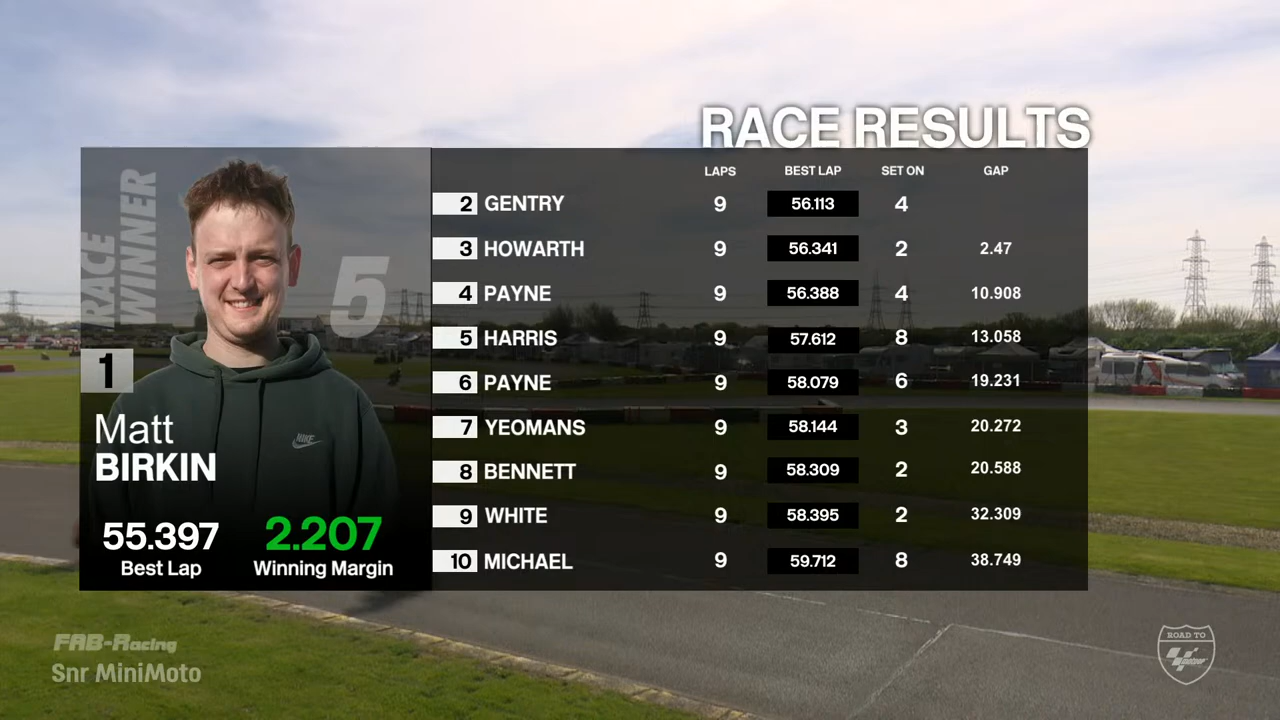 RACE RESULTS
RACE WINNER
5
1
Matt
BIRKIN
55.397 2.207
Best Lap Winning Margin
NIKE
LAPS BEST LAP SET ON GAP
2 GENTRY 9 56.113 4
3 HOWARTH 9 56.341 2 2.47
4 PAYNE 9 56.388 4 10.908
5 HARRIS 9 57.612 8 13.058
6 PAYNE 9 58.079 6 19.231
7 YEOMANS 9 58.144 3 20.272
8 BENNETT 9 58.309 2 20.588
9 WHITE 9 58.395 2 32.309
10 MICHAEL 9 59.712 8 38.749
FAB-Racing
Snr MiniMoto
ROAD TO
MotoGP